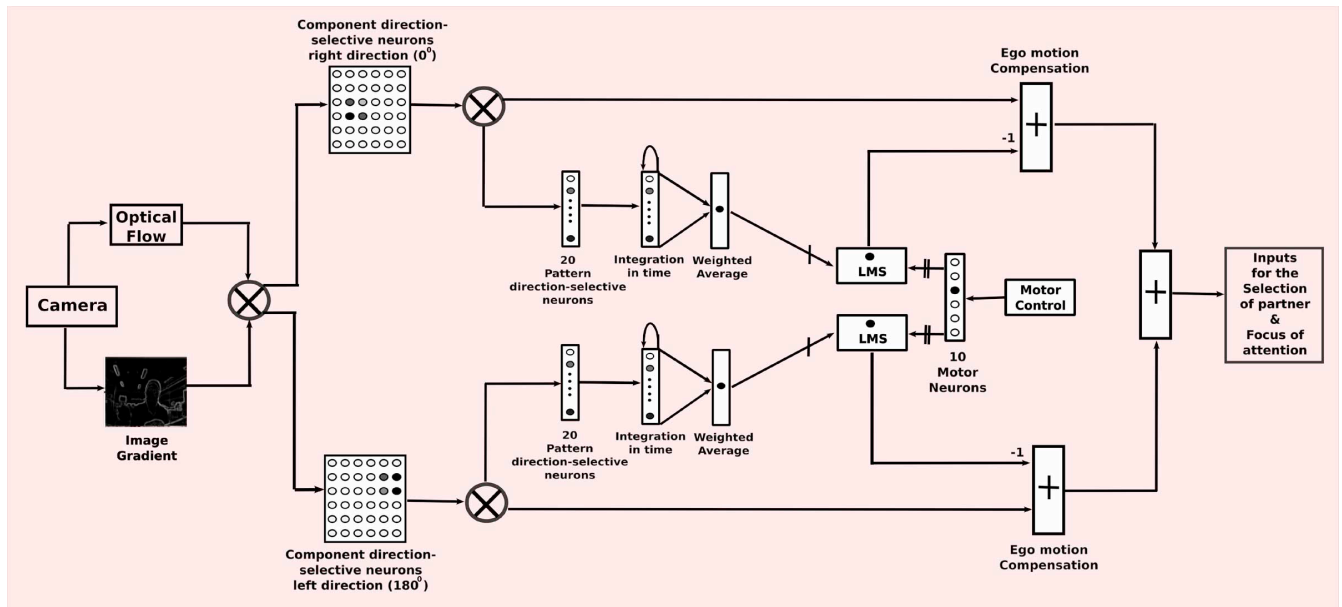 Component direction-
selective neurons
right direction (0⁰)
Ego motion
Compensation
-1
Optical
Flow
Camera
Image
Gradient
20
Pattern
direction-selective
neurons
Integration
in time
Weighted
Average
LMS
LMS
Motor
Control
10
Motor
Neurons
Inputs
for the
Selection
of partner
&
Focus of
attention
20
Pattern
direction-selective
neurons
Integration
in time
Weighted
Average
-1
Ego motion
Compensation
Component direction-
selective neurons
left direction (180⁰)